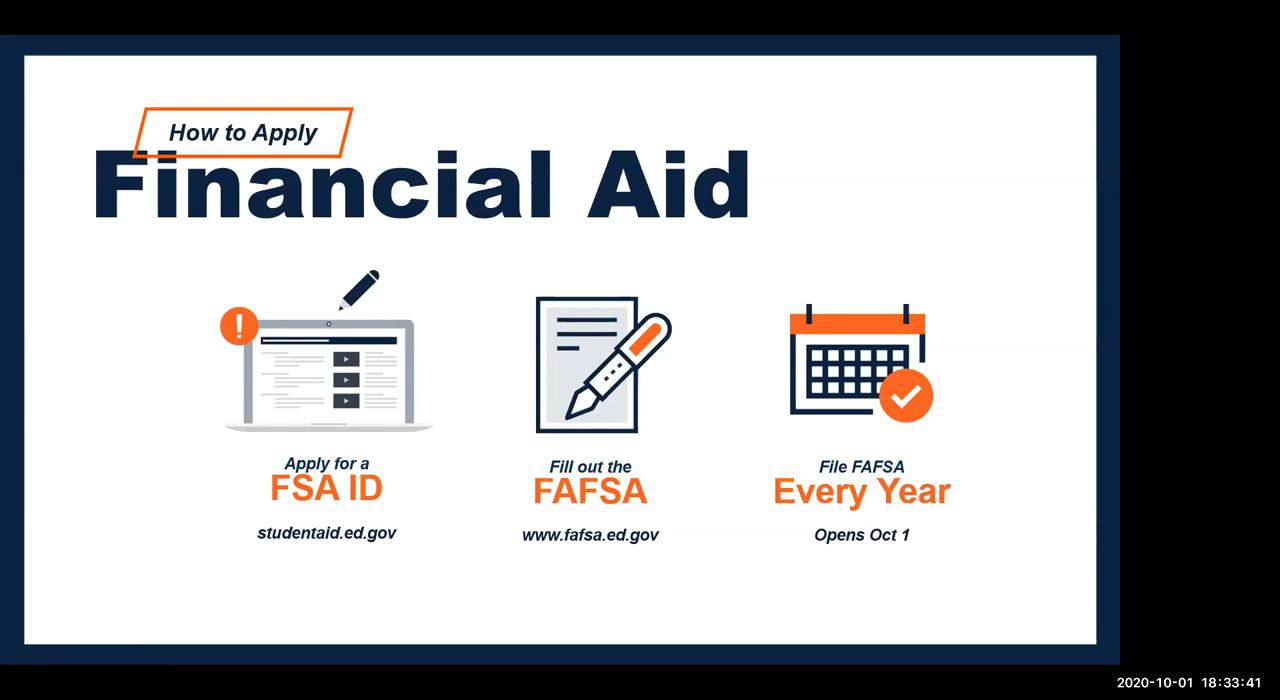 How to Apply
Financial Aid
!
Apply for a
FSA ID
studentaid.ed.gov
Fill out the
FAFSA
www.fafsa.ed.gov
File FAFSA
Every Year
Opens Oct 1
2020-10-01 18:33:41